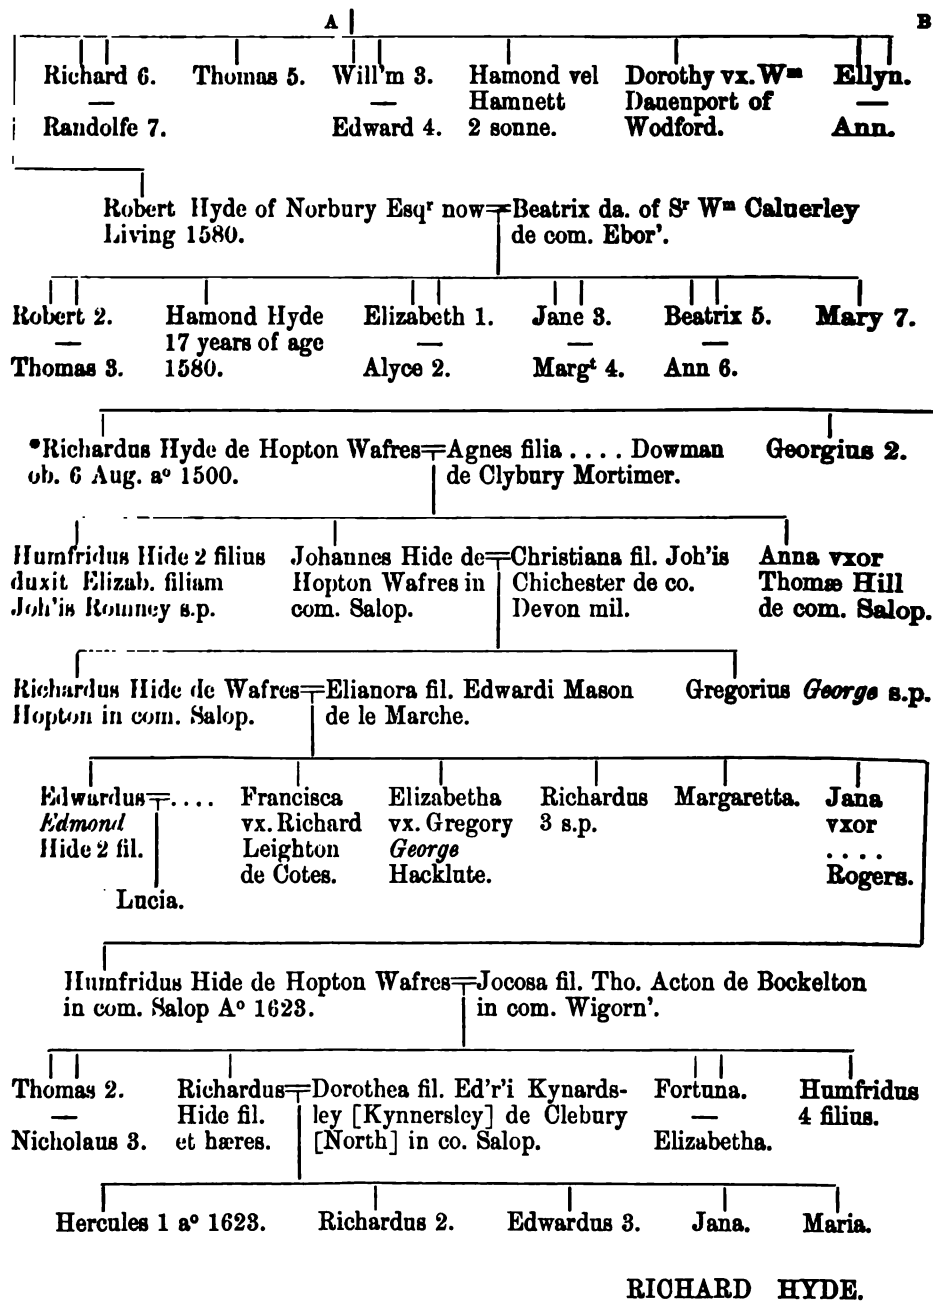 A B
Richard 6. Thomas 5. Will'm 3. Hamond vel Dorothy vx. Wm Ellyn.
— — Hamnett Dauenport of —
Randolfe 7. Edward 4. 2 sonne. Wodford. Ann.
Robert Hyde of Norbury Esqr now=Beatrix da. of Sr Wm Caluerley
Living 1580. de com. Ebor'.
Robert 2. Hamond Hyde Elizabeth 1. Jane 3. Beatrix 5. Mary 7.
— 17 years of age — — —
Thomas 3. 1580. Alyce 2. Margt 4. Ann 6.
*Richardus Hyde de Hopton Wafres=Agnes filia . . . . Dowman Georgius 2.
ob. 6 Aug. ao 1500. de Clybury Mortimer.
Humfridus Hide 2 filius Johannes Hide de=Christiana fil. Joh'is Anna vxor
duxit Elizab. filiam Hopton Wafres in Chichester de co. Thomæ Hill
Joh'is Romney s.p. com. Salop. Devon mil. de com. Salop.
Richardus Hide de Wafres=Elianora fil. Edwardi Mason Gregorius George s.p.
Hopton in com. Salop. de le Marche.
Edwardus=. . . . Francisca Elizabetha Richardus Margaretta. Jana
Edmond vx. Richard vx. Gregory 3 s.p. vxor
Hide 2 fil. Leighton George . . . .
de Cotes. Hacklute. Rogers.
Lucia.
Humfridus Hide de Hopton Wafres=Jocosa fil. Tho. Acton de Bockelton
in com. Salop Ao 1623. in com. Wigorn'.
Thomas 2. Richardus=Dorothea fil. Ed'r'i Kynards- Fortuna. Humfridus
— Hide fil. ley [Kynnersley] de Clebury — 4 filius.
Nicholaus 3. et hæres. [North] in co. Salop. Elizabetha.
Hercules 1 ao 1623. Richardus 2. Edwardus 3. Jana. Maria.
RICHARD HYDE.